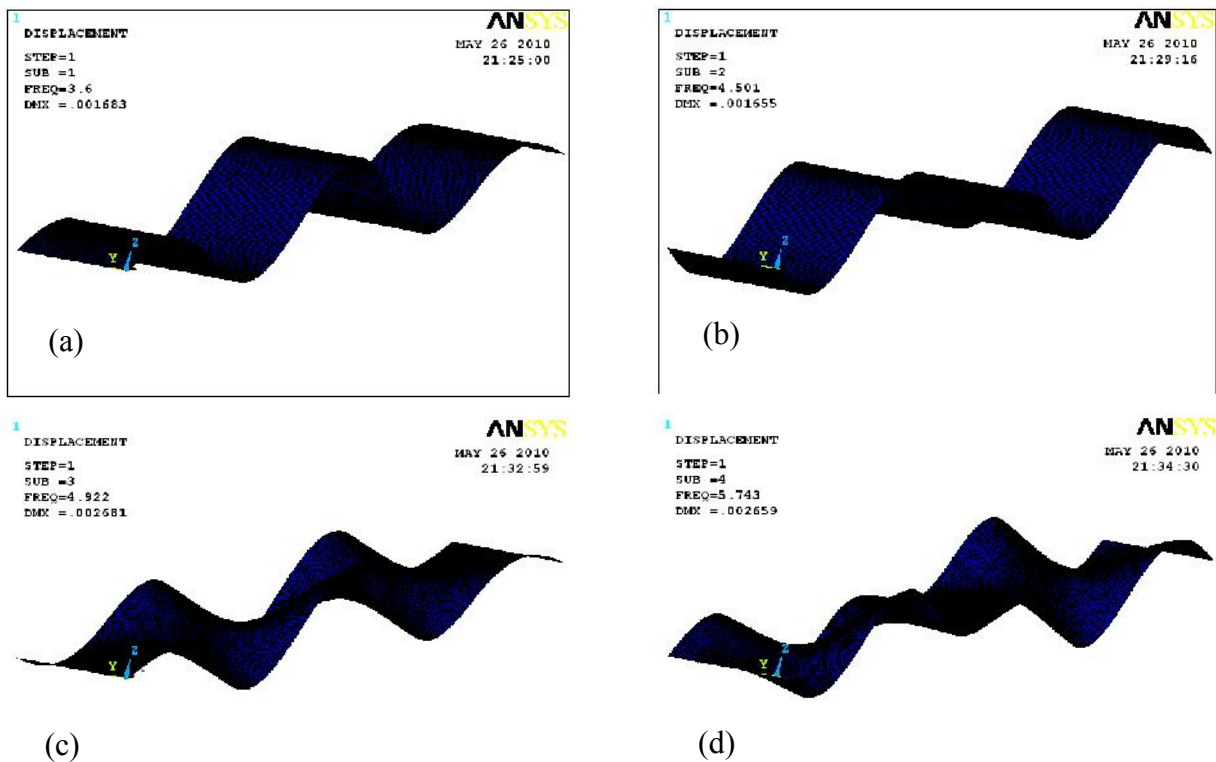 1
ANSYS
DISPLACEMENT
MAY 26 2010
21:25:00
STEP=1
SUB =1
FREQ=3.6
DMX =.001683
Z
Y
(a)
1
ANSYS
DISPLACEMENT
MAY 26 2010
21:29:16
STEP=1
SUB =2
FREQ=4.501
DMX =.001655
Z
Y
(b)
1
ANSYS
DISPLACEMENT
MAY 26 2010
21:32:59
STEP=1
SUB =3
FREQ=4.922
DMX =.002681
Z
Y
(c)
1
ANSYS
DISPLACEMENT
MAY 26 2010
21:34:30
STEP=1
SUB =4
FREQ=5.743
DMX =.002659
Z
Y
(d)